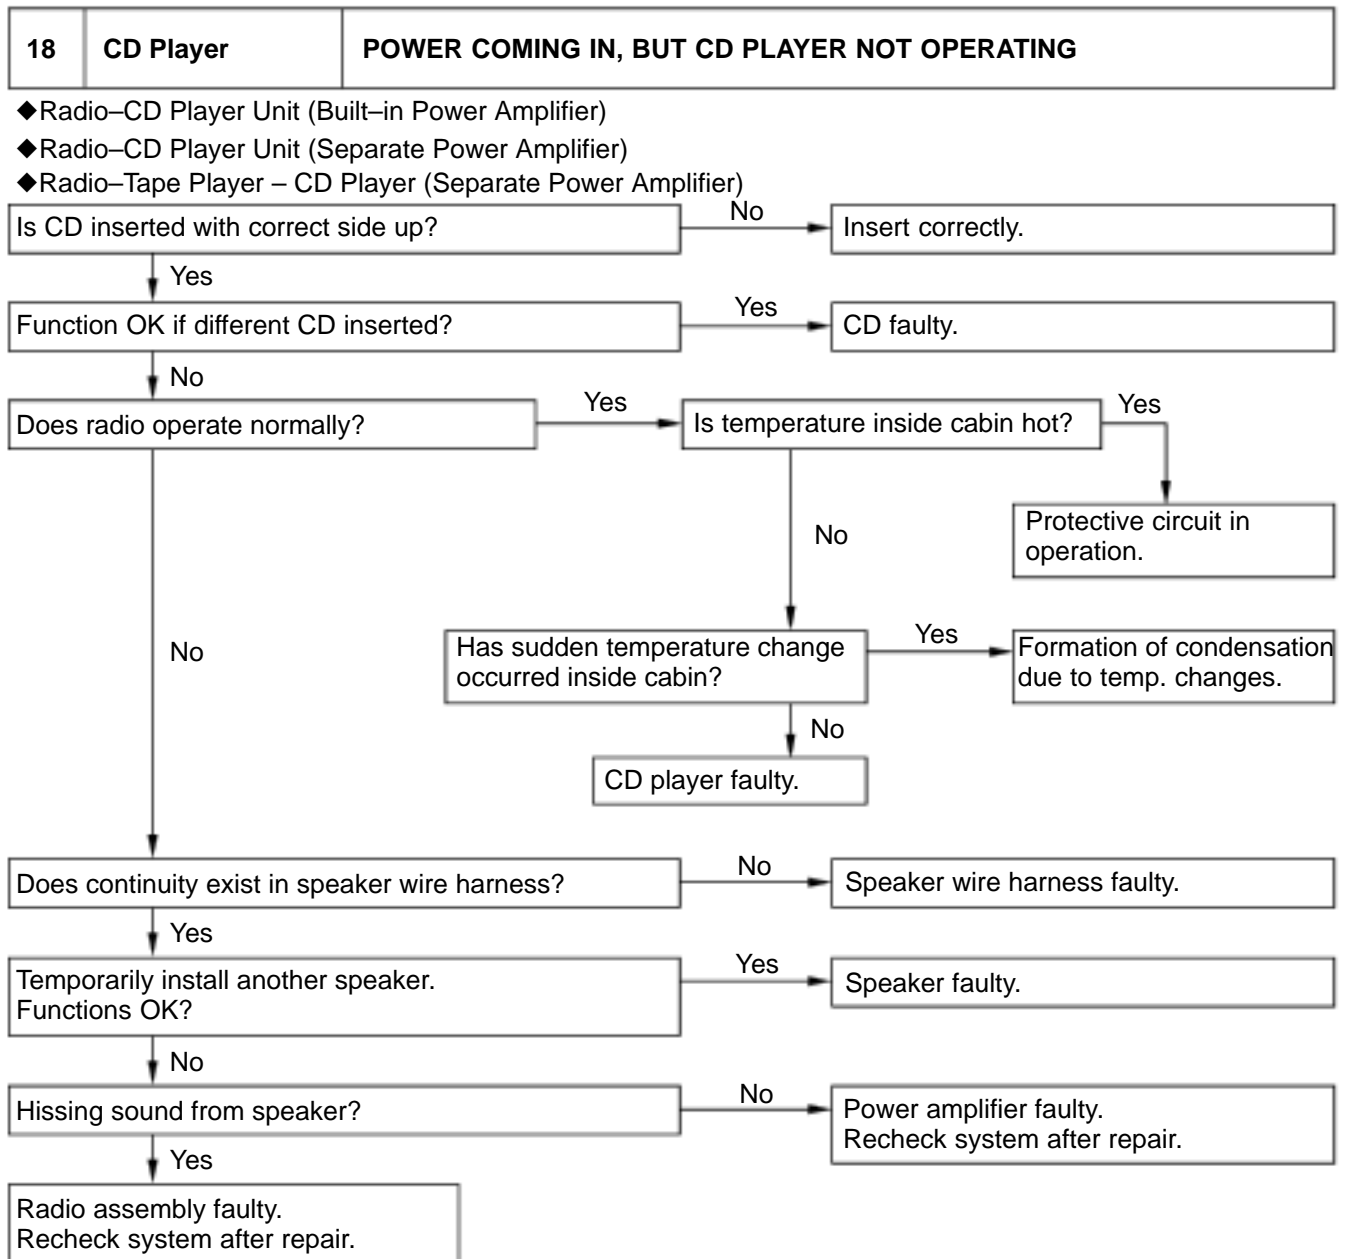 18 CD Player POWER COMING IN, BUT CD PLAYER NOT OPERATING
◆Radio–CD Player Unit (Built–in Power Amplifier)
◆Radio–CD Player Unit (Separate Power Amplifier)
◆Radio–Tape Player – CD Player (Separate Power Amplifier)
Is CD inserted with correct side up?
No
Insert correctly.
Yes
Function OK if different CD inserted?
Yes
CD faulty.
No
Does radio operate normally?
Yes
Is temperature inside cabin hot?
Yes
Protective circuit in
operation.
No
No
Has sudden temperature change
occurred inside cabin?
Yes
Formation of condensation
due to temp. changes.
No
CD player faulty.
Does continuity exist in speaker wire harness?
No
Speaker wire harness faulty.
Yes
Temporarily install another speaker.
Functions OK?
Yes
Speaker faulty.
No
Hissing sound from speaker?
No
Power amplifier faulty.
Recheck system after repair.
Yes
Radio assembly faulty.
Recheck system after repair.